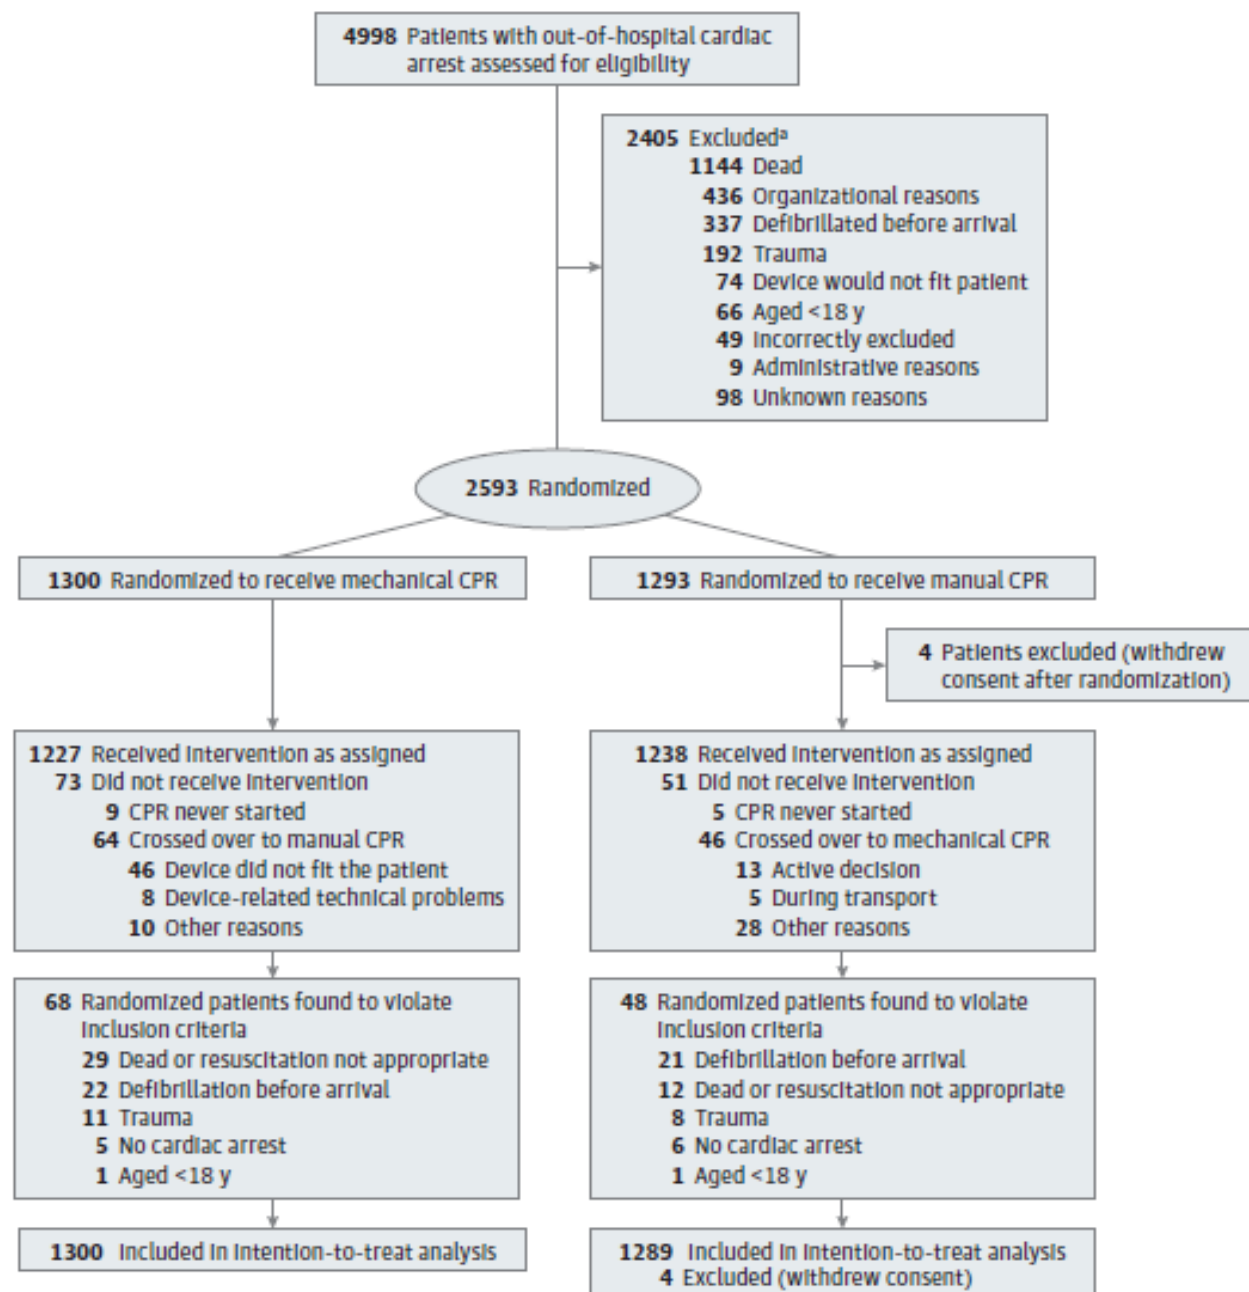 4998 Patients with out-of-hospital cardiac
arrest assessed for eligibility
2405 Excludedª
1144 Dead
436 Organizational reasons
337 Defibrillated before arrival
192 Trauma
74 Device would not fit patient
66 Aged <18 y
49 Incorrectly excluded
9 Administrative reasons
98 Unknown reasons
2593 Randomized
1300 Randomized to receive mechanical CPR
1293 Randomized to receive manual CPR
4 Patients excluded (withdrew
consent after randomization)
1227 Received intervention as assigned
73 Did not receive intervention
9 CPR never started
64 Crossed over to manual CPR
46 Device did not fit the patient
8 Device-related technical problems
10 Other reasons
1238 Received intervention as assigned
51 Did not receive intervention
5 CPR never started
46 Crossed over to mechanical CPR
13 Active decision
5 During transport
28 Other reasons
68 Randomized patients found to violate
inclusion criteria
29 Dead or resuscitation not appropriate
22 Defibrillation before arrival
11 Trauma
5 No cardiac arrest
1 Aged <18 y
48 Randomized patients found to violate
inclusion criteria
21 Defibrillation before arrival
12 Dead or resuscitation not appropriate
8 Trauma
6 No cardiac arrest
1 Aged <18 y
1300 Included in intention-to-treat analysis
1289 Included in intention-to-treat analysis
4 Excluded (withdrew consent)